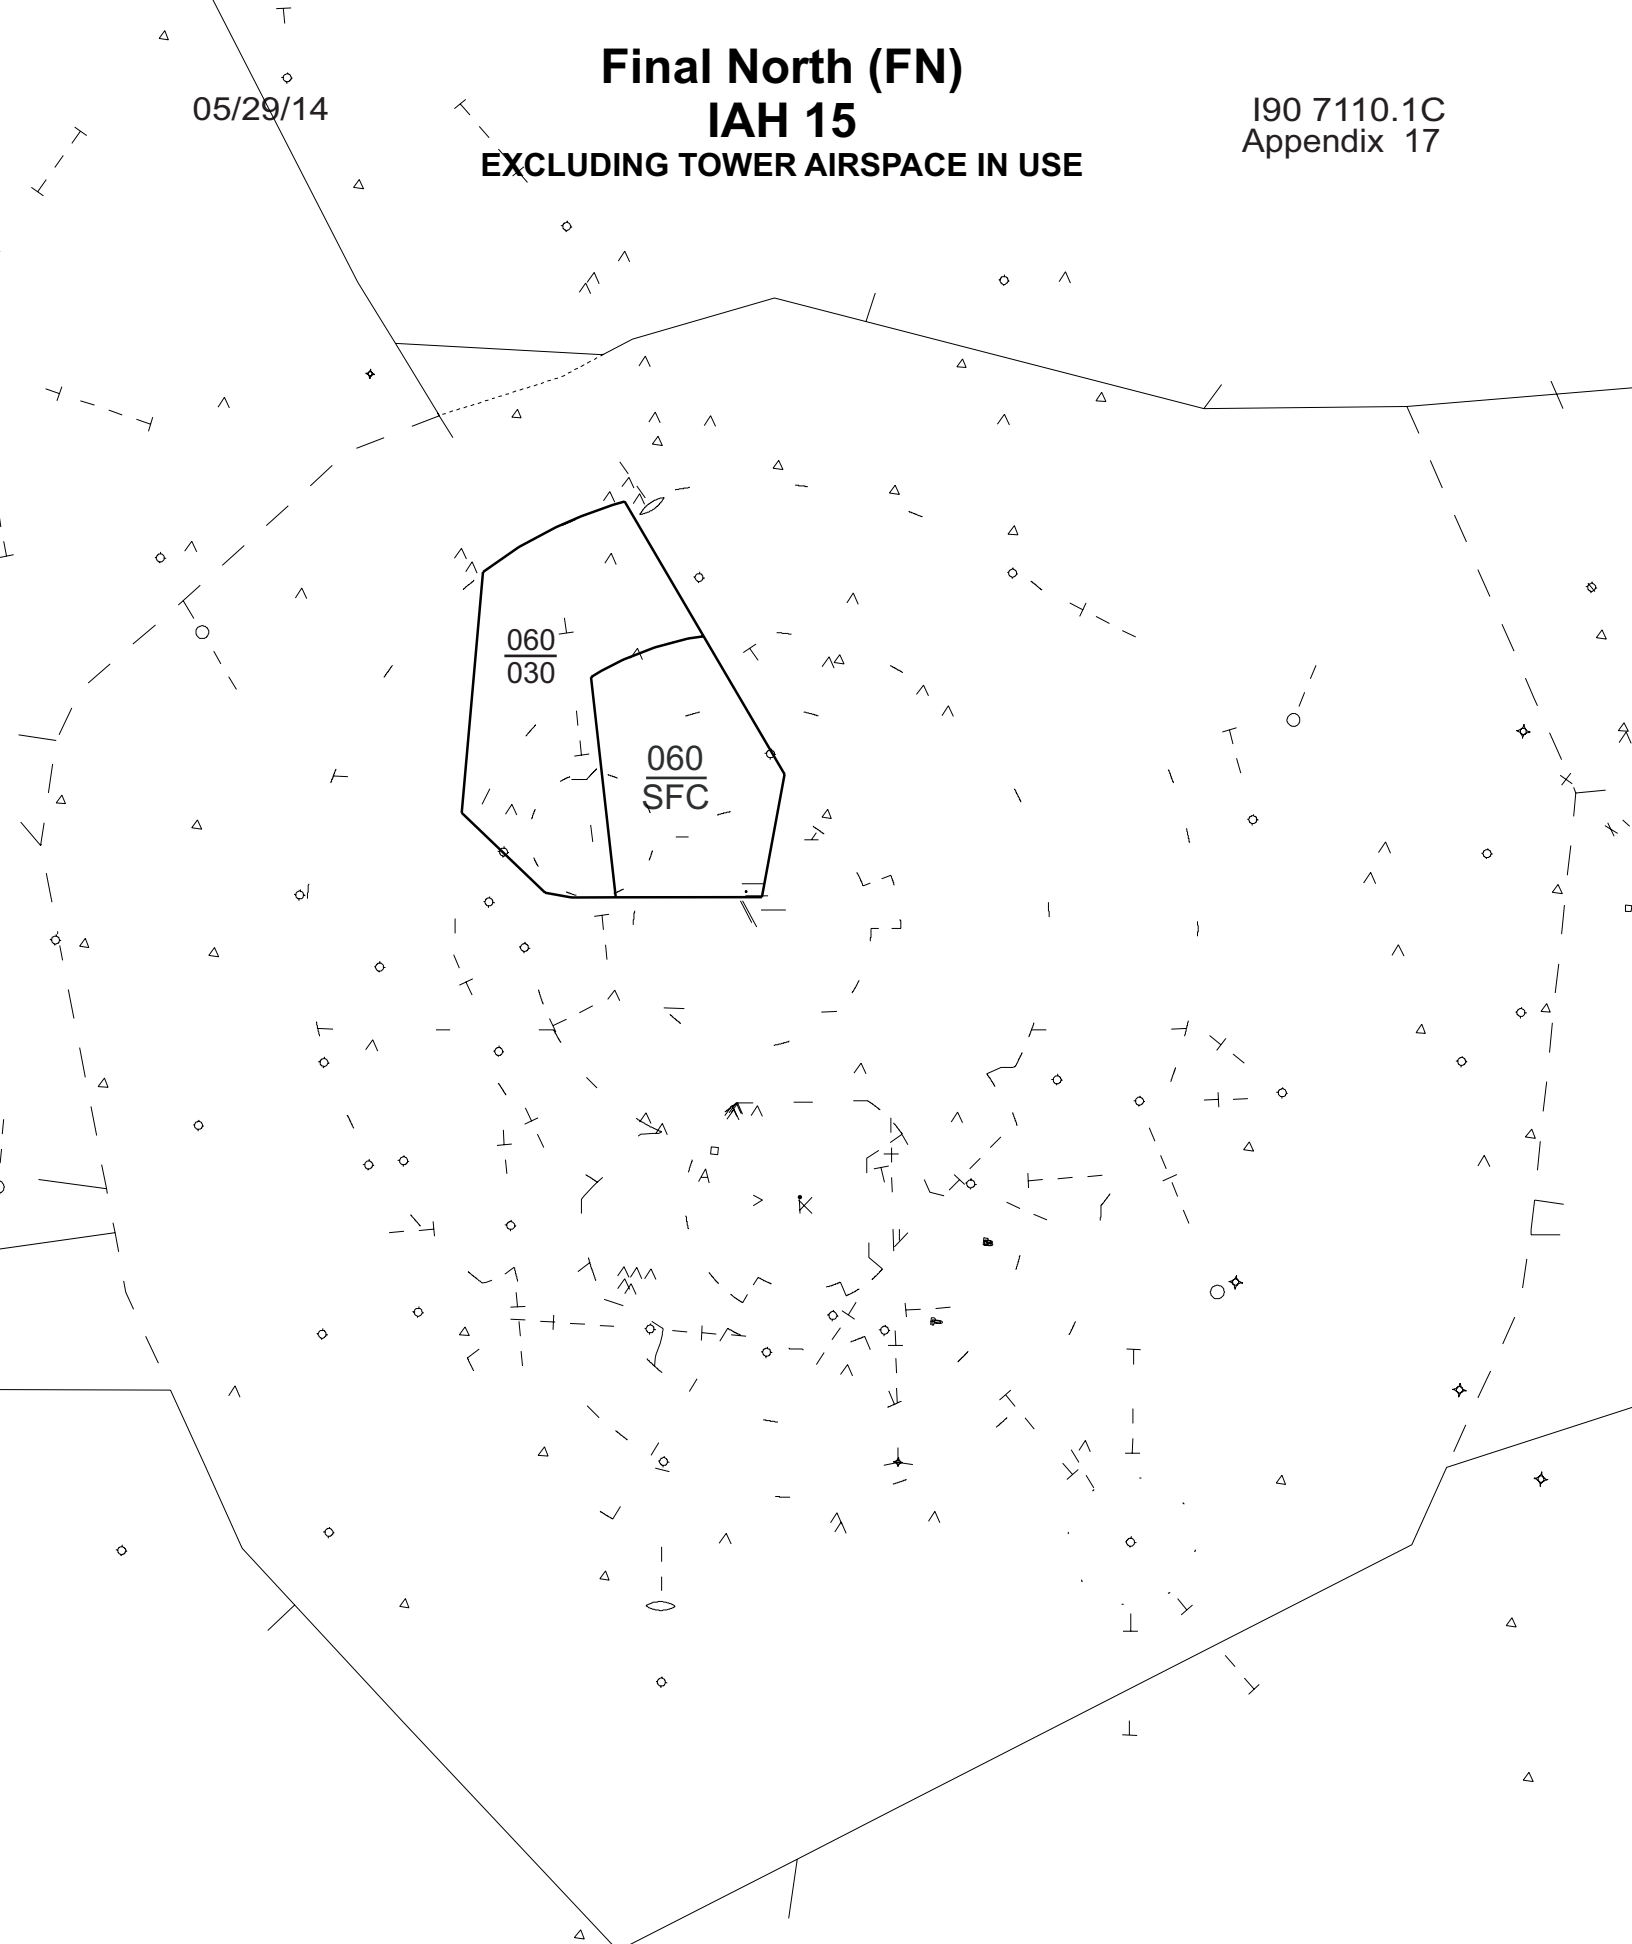 Final North (FN)
05/29/14
IAH 15
I90 7110.1C
Appendix 17
EXCLUDING TOWER AIRSPACE IN USE
060
030
060
SFC